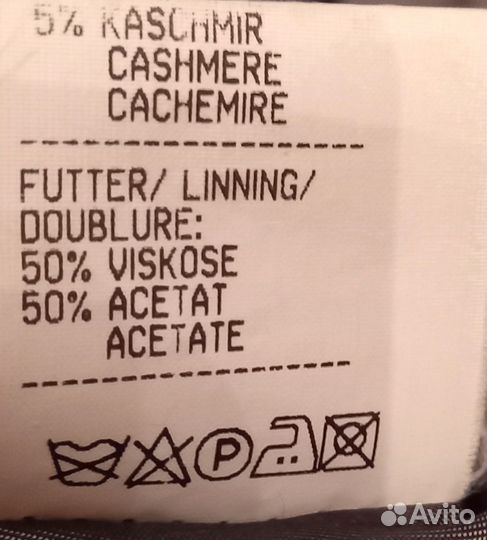 5% KASCHMIR
CASHMERE
CACHEMIRE
FUTTER/ LINNING/
DOUBLURE:
50% VISKOSE
50% ACETAT
ACETATE
P
Avito